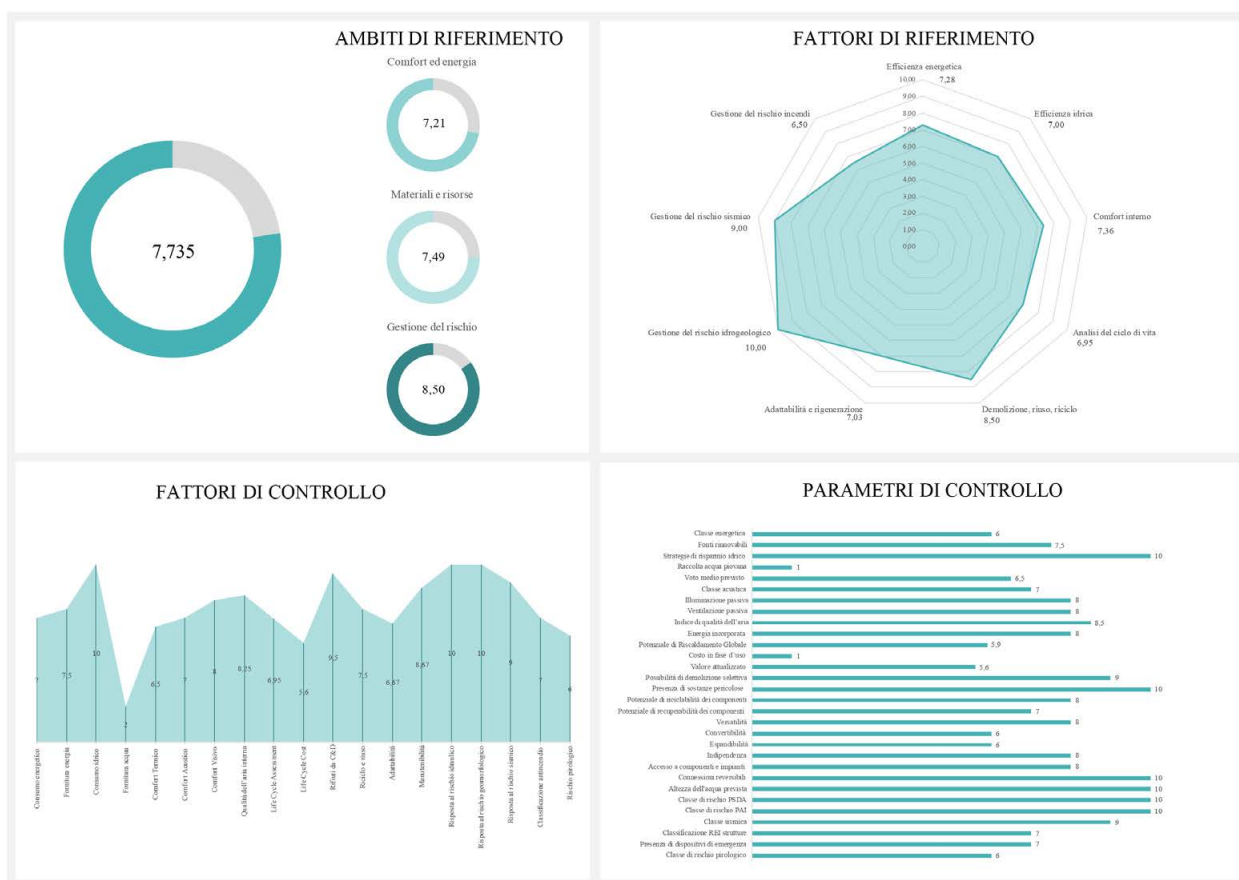 AMBITI DI RIFERIMENTO
Comfort ed energia
7,21
7,735
Materiali e risorse
7,49
Gestione del rischio
8,50
FATTORI DI RIFERIMENTO
Efficienza energetica
7,28
Efficienza idrica
7,00
Comfort interno
7,36
Analisi del ciclo di vita
6,95
Demolizione, riuso, riciclo
8,50
Adattabilità e rigenerazione
7,03
Gestione del rischio idrogeologico
10,00
Gestione del rischio sismico
9,00
Gestione del rischio incendi
6,50
10,00
9,00
8,00
7,00
6,00
5,00
4,00
3,00
2,00
1,00
0,00
FATTORI DI CONTROLLO
7
7,5
10
2
6,5
7
8
8,25
6,95
5,6
9,5
7,5
6,67
8,67
10
10
9
7
6
Consumo energetico
Fornitura energia
Consumo idrico
Fornitura acqua
Comfort Termico
Comfort Acustico
Comfort Visivo
Qualità dell'aria interna
Life Cycle Assessment
Life Cycle Cost
Rifiuti da C&D
Riciclo e riuso
Adattabilità
Manutenibilità
Risposta al rischio idraulico
Risposta al rischio geomorfologico
Risposta al rischio sismico
Classificazione antincendio
Rischio pirologico
PARAMETRI DI CONTROLLO
Classe energetica 6
Fonti rinnovabili 7,5
Strategie di risparmio idrico 10
Raccolta acqua piovana 1
Voto medio previsto 6,5
Classe acustica 7
Illuminazione passiva 8
Ventilazione passiva 8
Indice di qualità dell'aria 8,5
Energia incorporata 8
Potenziale di Riscaldamento Globale 5,9
Costo in fase d'uso 1
Valore attualizzato 5,6
Possibilità di demolizione selettiva 9
Presenza di sostanze pericolose 10
Potenziale di riciclabilità dei componenti 8
Potenziale di recuperabilità dei componenti 7
Versatilità 8
Convertibilità 6
Espandibilità 6
Indipendenza 8
Accesso a componenti e impianti 8
Connessioni reversibili 10
Altezza dell'acqua prevista 10
Classe di rischio PSDA 10
Classe di rischio PAI 10
Classe sismica 9
Classificazione REI strutture 7
Presenza di dispositivi di emergenza 7
Classe di rischio pirologico 6